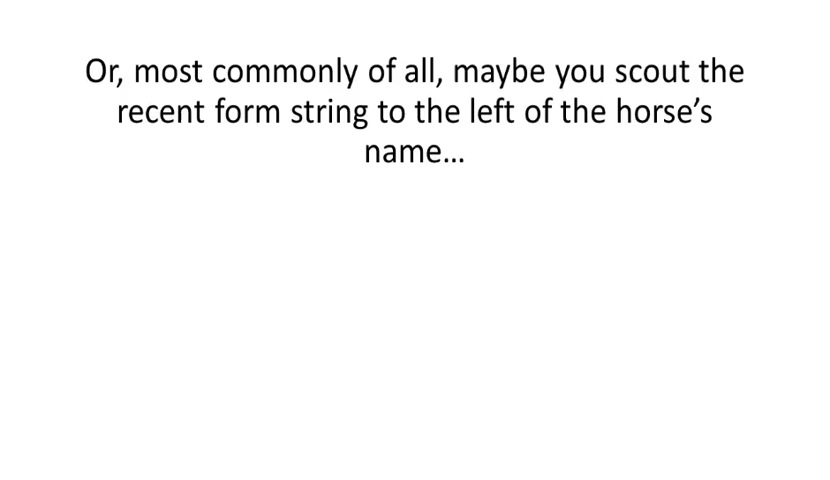 Or, most commonly of all, maybe you scout the
recent form string to the left of the horse’s
name…